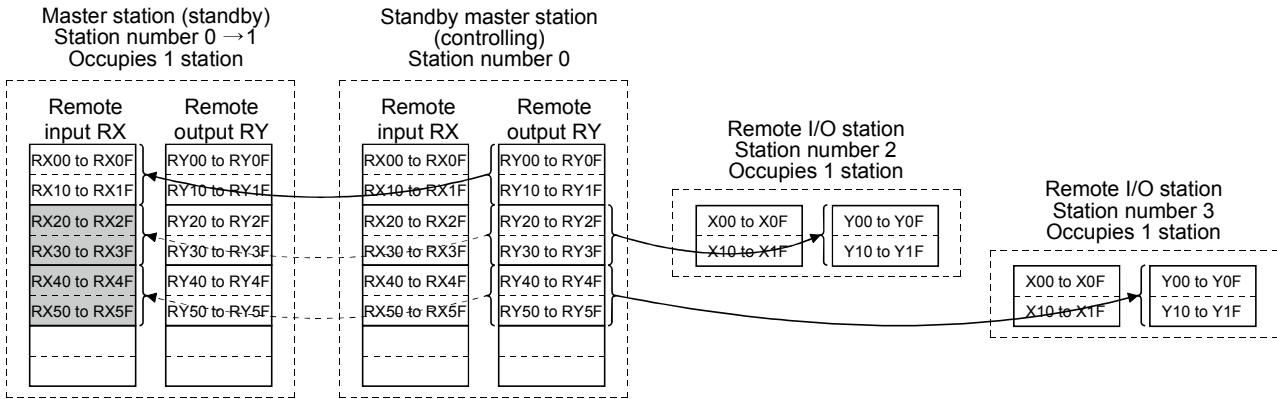 Master station (standby)
Station number 0 →1
Occupies 1 station
Remote input RX
Remote output RY
RX00 to RX0F
RX10 to RX1F
RX20 to RX2F
RX30 to RX3F
RX40 to RX4F
RX50 to RX5F
RY00 to RY0F
RY10 to RY1F
RY20 to RY2F
RY30 to RY3F
RY40 to RY4F
RY50 to RY5F
Standby master station
(controlling)
Station number 0
Remote input RX
Remote output RY
RX00 to RX0F
RX10 to RX1F
RX20 to RX2F
RX30 to RX3F
RX40 to RX4F
RX50 to RX5F
RY00 to RY0F
RY10 to RY1F
RY20 to RY2F
RY30 to RY3F
RY40 to RY4F
RY50 to RY5F
Remote I/O station
Station number 2
Occupies 1 station
X00 to X0F
X10 to X1F
Y00 to Y0F
Y10 to Y1F
Remote I/O station
Station number 3
Occupies 1 station
X00 to X0F
X10 to X1F
Y00 to Y0F
Y10 to Y1F